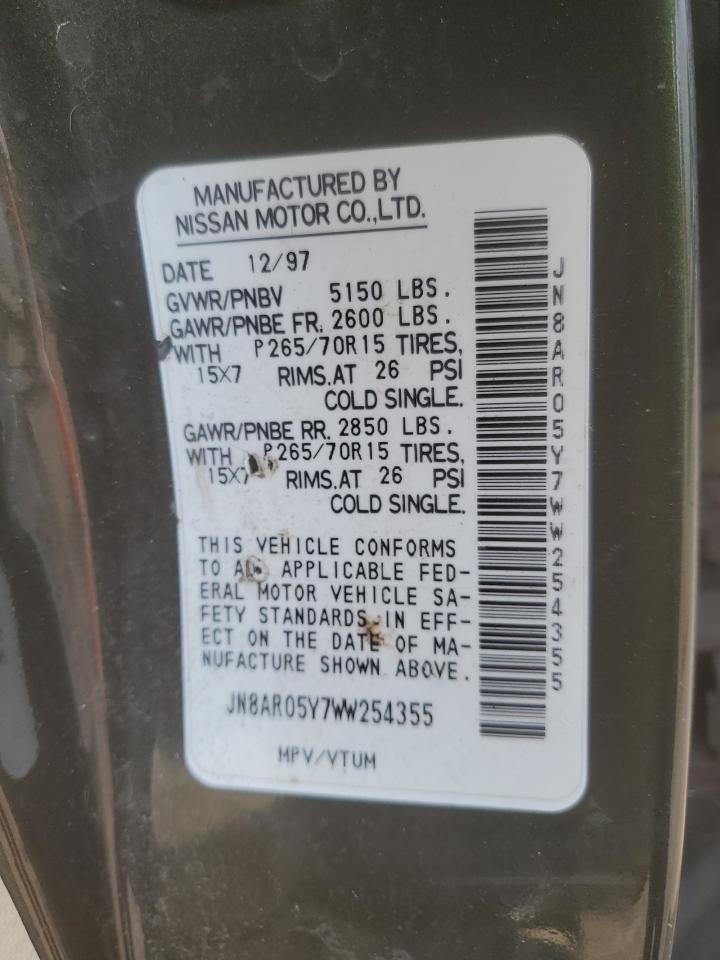 MANUFACTURED BY
NISSAN MOTOR CO.,LTD.
DATE 12/97
GVWR/PNBV 5150 LBS.
GAWR/PNBE FR. 2600 LBS.
WITH P265/70R15 TIRES,
15X7 RIMS.AT 26 PSI
COLD SINGLE.
GAWR/PNBE RR. 2850 LBS.
WITH P265/70R15 TIRES,
15X7 RIMS.AT 26 PSI
COLD SINGLE.
THIS VEHICLE CONFORMS
TO ALL APPLICABLE FED-
ERAL MOTOR VEHICLE SA-
FETY STANDARDS IN EFF-
ECT ON THE DATE OF MA-
NUFACTURE SHOWN ABOVE.
JN8AR05Y7WW254355
MPV/VTUM
JN8AR05Y7WW254355